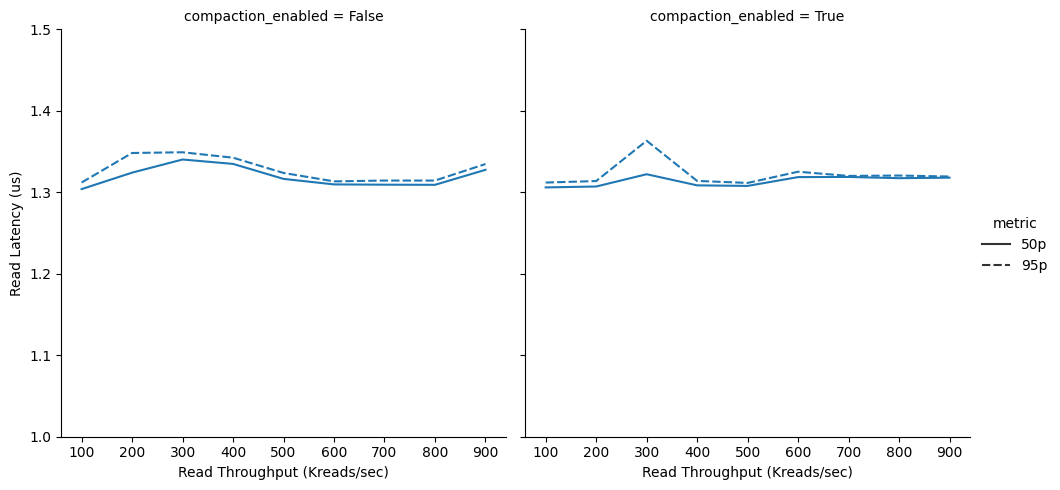 compaction_enabled = False
compaction_enabled = True
1.5
1.4
1.3
1.2
1.1
1.0
Read Latency (us)
100 200 300 400 500 600 700 800 900
100 200 300 400 500 600 700 800 900
Read Throughput (Kreads/sec)
Read Throughput (Kreads/sec)
metric
50p
95p